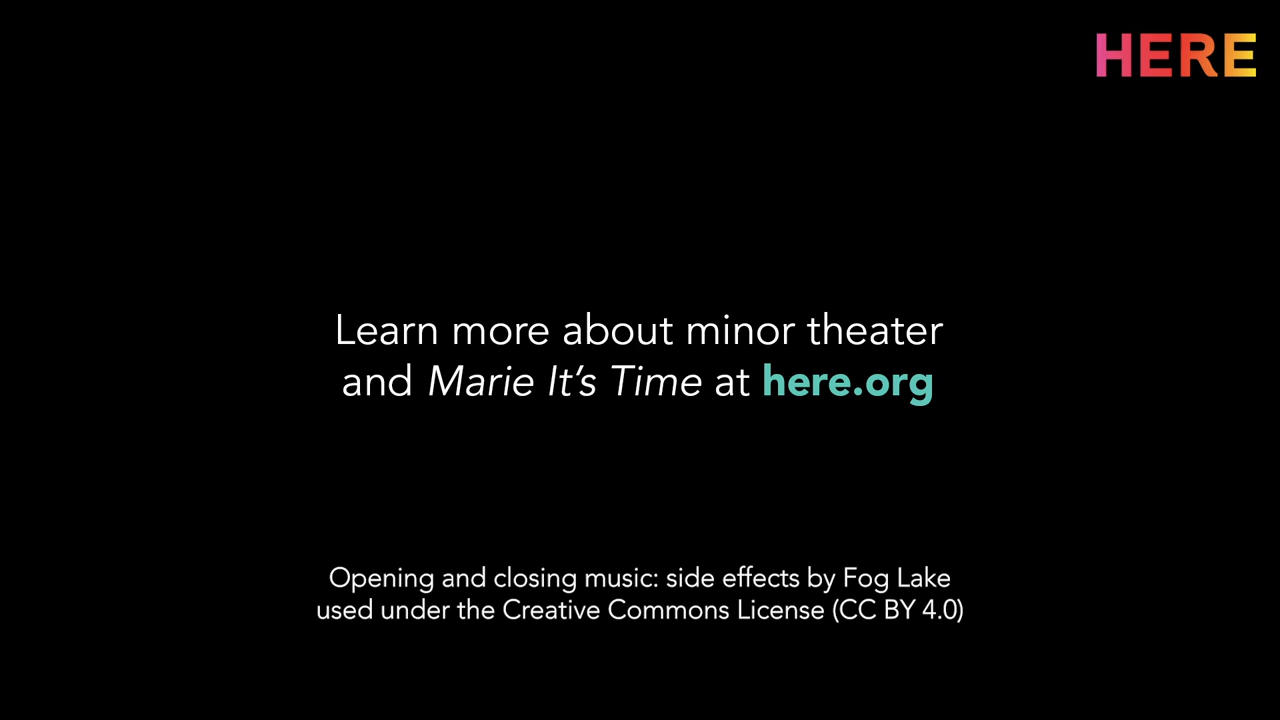 HERE
Learn more about minor theater
and Marie It’s Time at here.org
Opening and closing music: side effects by Fog Lake
used under the Creative Commons License (CC BY 4.0)